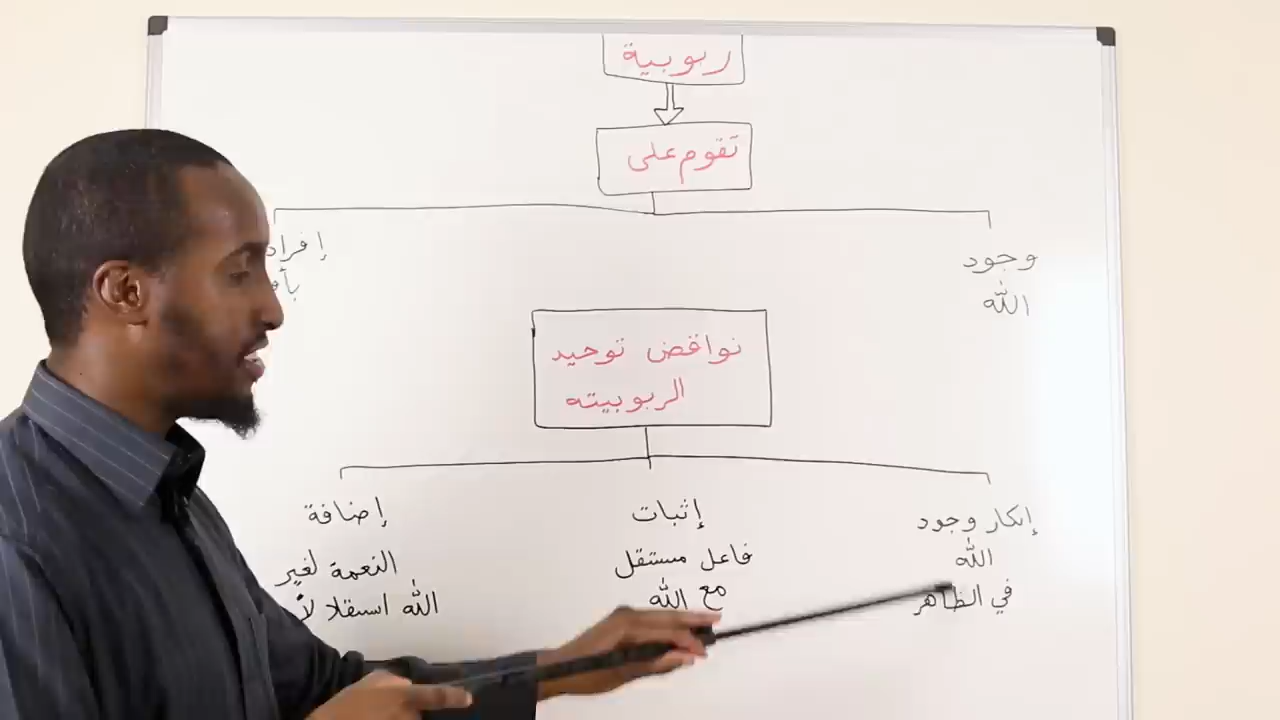 ربوبية
تقوم على
وجود
الله
نواقض توحيد
الربوبيته
إنكار وجود
الله
في الظاهر
إثبات
فاعل مستقل
مع الله
إضافة
النعمة لغير
الله استقلالاً